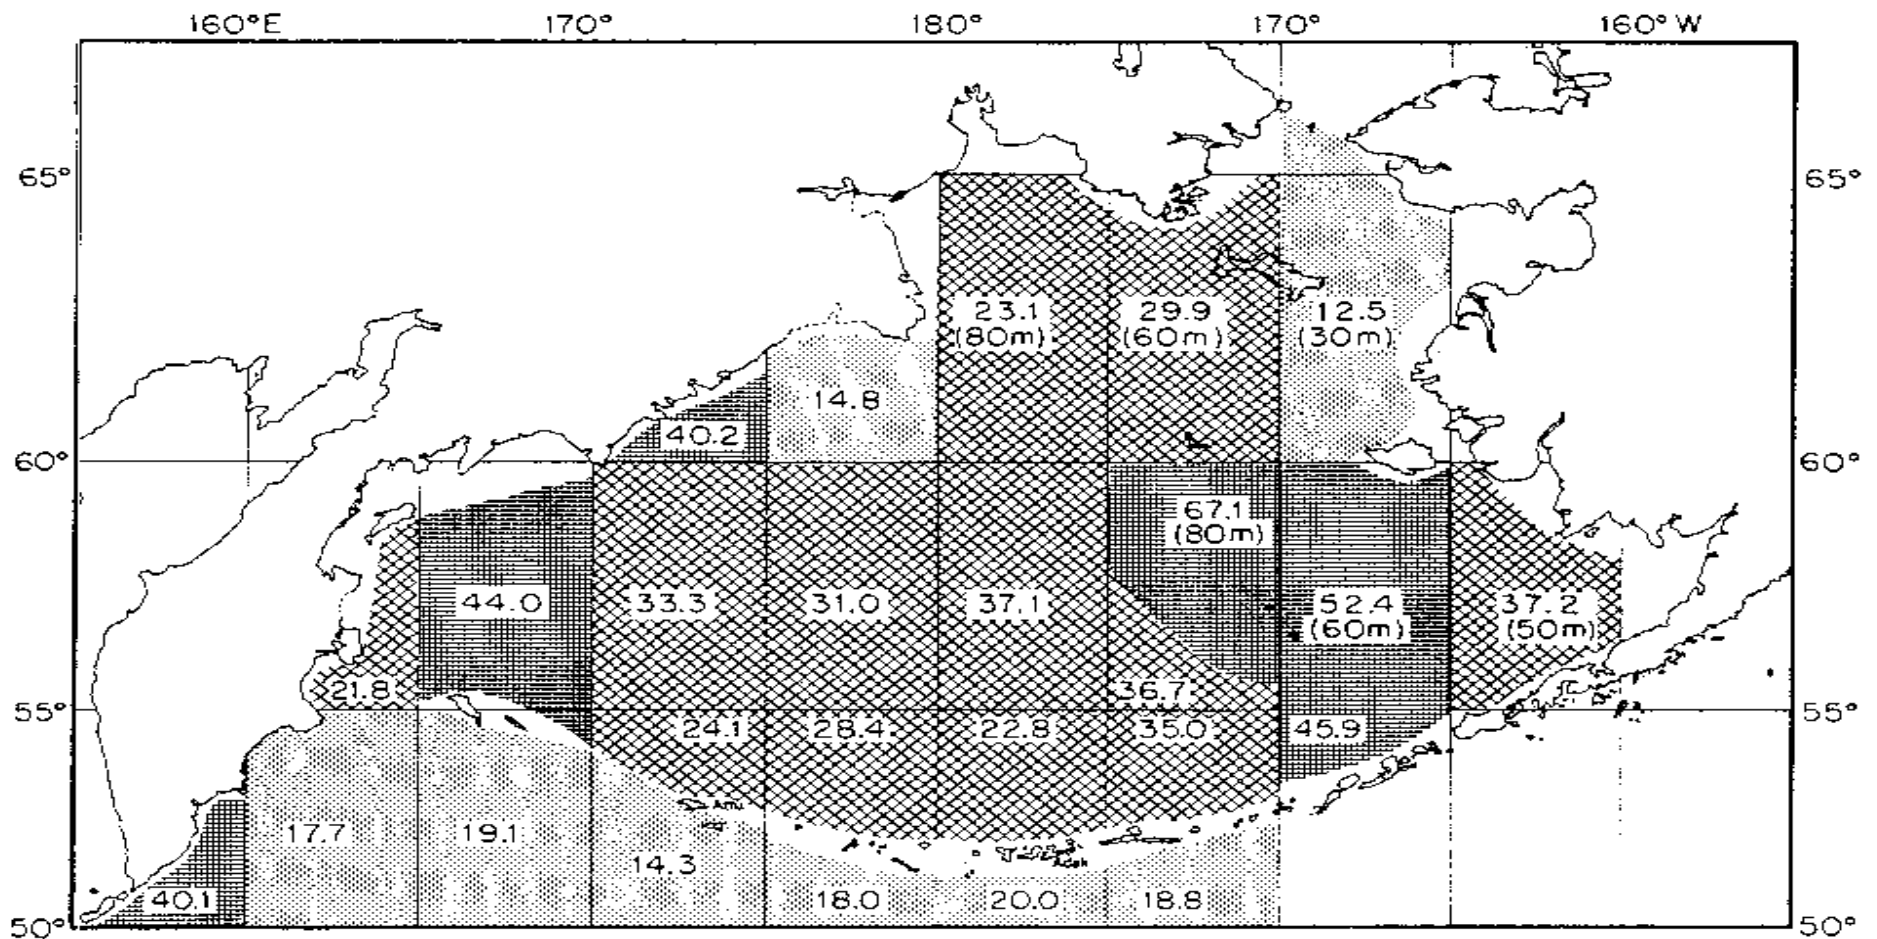 160°E 170° 180° 170° 160°W
65° 65°
23.1 29.9 12.5
(80m) (60m) (30m)
14.8
40.2
60° 60°
67.1
(80m)
44.0 33.3 31.0 37.1 52.4 37.2
(60m) (50m)
21.8 36.7
55° 55°
24.1 28.4 22.8 35.0 45.9
17.7 19.1
Adak
14.3
40.1 18.0 20.0 18.8
50° 50°